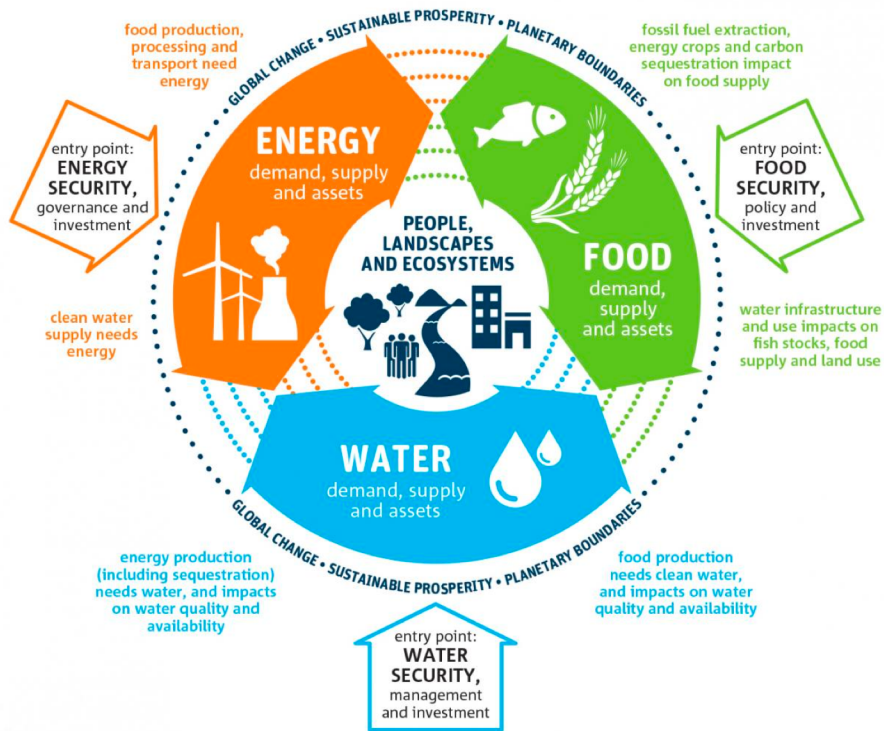 GLOBAL CHANGE • SUSTAINABLE PROSPERITY • PLANETARY BOUNDARIES
food production,
processing and
transport need
energy
fossil fuel extraction,
energy crops and carbon
sequestration impact
on food supply
entry point:
ENERGY
SECURITY,
governance and
investment
ENERGY
demand, supply
and assets
entry point:
FOOD
SECURITY,
policy and
investment
PEOPLE,
LANDSCAPES
AND ECOSYSTEMS
FOOD
demand,
supply
and assets
clean water
supply needs
energy
water infrastructure
and use impacts on
fish stocks, food
supply and land use
WATER
demand, supply
and assets
GLOBAL CHANGE • SUSTAINABLE PROSPERITY • PLANETARY BOUNDARIES
energy production
(including sequestration)
needs water, and impacts
on water quality and
availability
food production
needs clean water,
and impacts on water
quality and availability
entry point:
WATER
SECURITY,
management
and investment